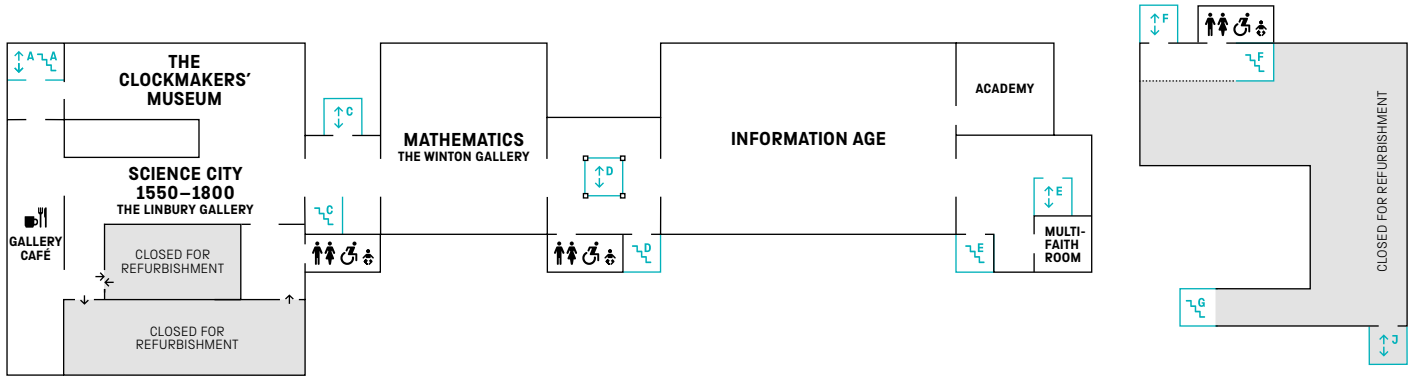 A
A
THE
CLOCKMAKERS’
MUSEUM
C
MATHEMATICS
THE WINTON GALLERY
D
INFORMATION AGE
ACADEMY
F
F
SCIENCE CITY
1550–1800
THE LINBURY GALLERY
C
GALLERY
CAFÉ
CLOSED FOR
REFURBISHMENT
CLOSED FOR
REFURBISHMENT
D
E
E
MULTI-
FAITH
ROOM
CLOSED FOR REFURBISHMENT
G
J